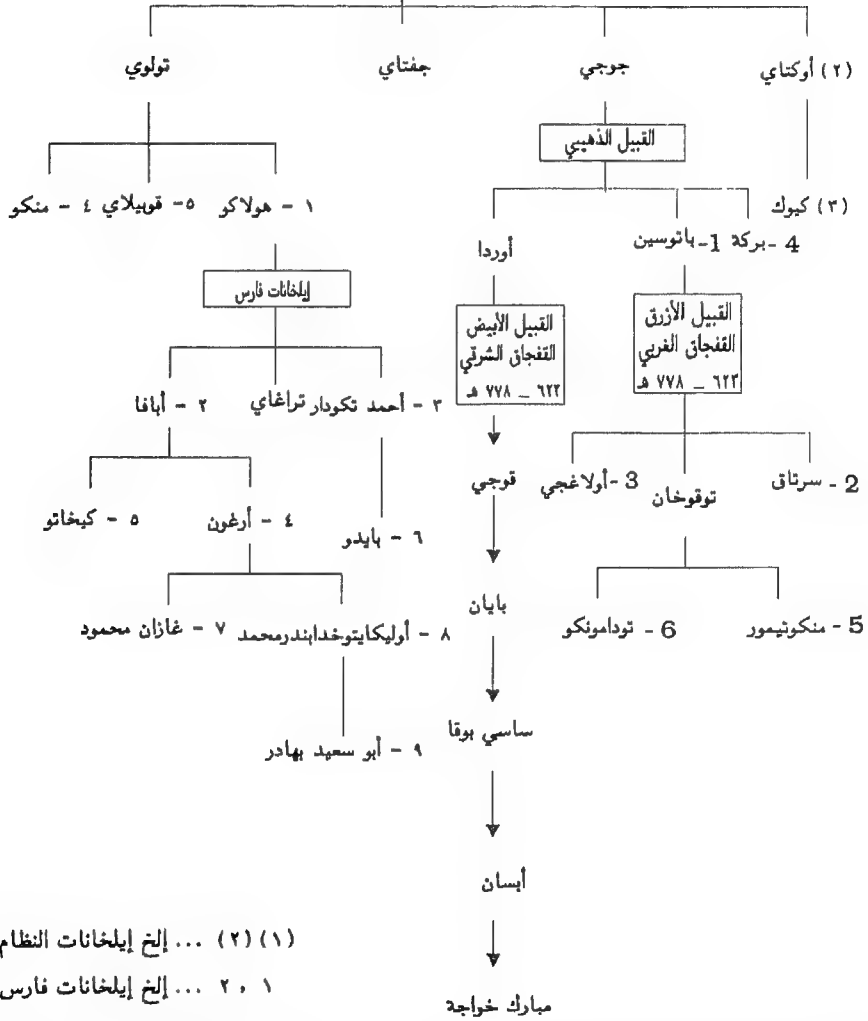 (٢) أوكتاي
جوجي
جفتاي
تولوي
القبيل الذهبي
(٣) كيوك
4 - بركة
1 - باتوسين
أوردا
١ - هولاكو
٥ - قوبيلاي
٤ - منكو
إيلخانات فارس
القبيل الأزرق
القفجاق الغربي
٦٢٣ _ ٧٧٨ هـ
القبيل الأبيض
القفجاق الشرقي
٦٢٢ _ ٧٧٨ هـ
٣ - أحمد تكودار
تراغاي
٢ - أباقا
2 - سرتاق
توقوخان
3 - أولاغجي
قوجي
٦ - بايدو
٤ - أرغون
٥ - كيخاتو
5 - منكوتيمور
6 - تودامونكو
بايان
٨ - أوليكايتوخدابندرمحمد
٧ - غازان محمود
ساسي بوقا
٩ - أبو سعيد بهادر
أبسان
مبارك خواجة
(١) (٢) ... إلخ إيلخانات النظام
١ ، ٢ ... إلخ إيلخانات فارس